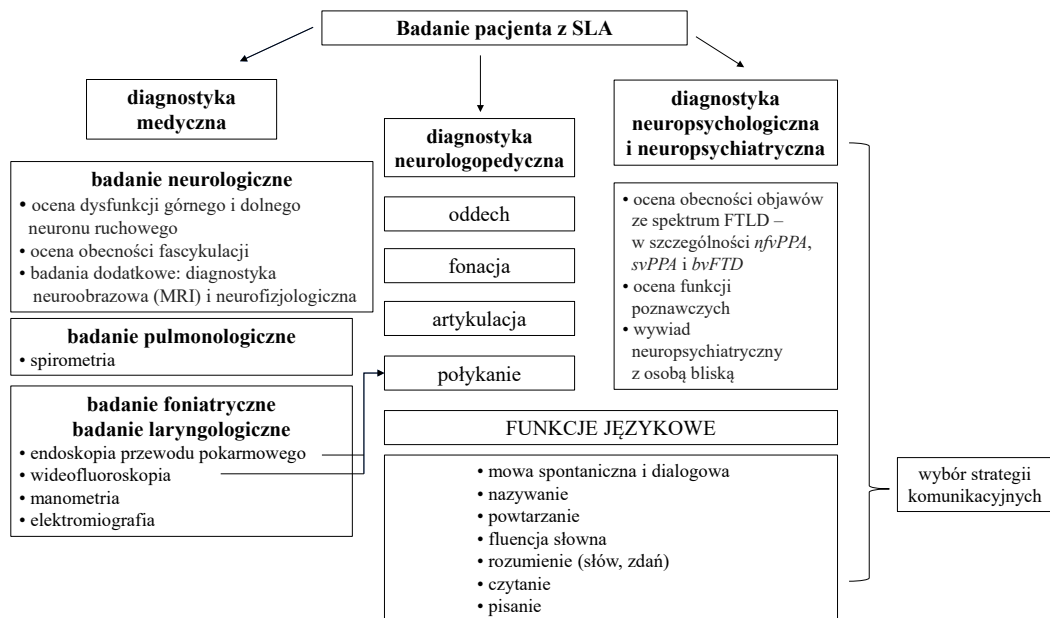 Badanie pacjenta z SLA
diagnostyka
medyczna
badanie neurologiczne
• ocena dysfunkcji górnego i dolnego
neuronu ruchowego
• ocena obecności fascykulacji
• badania dodatkowe: diagnostyka
neuroobrazowa (MRI) i neurofizjologiczna
badanie pulmonologiczne
• spirometria
badanie foniatryczne
badanie laryngologiczne
• endoskopia przewodu pokarmowego
• wideofluoroskopia
• manometria
• elektromiografia
diagnostyka
neurologopedyczna
oddech
fonacja
artykulacja
połykanie
FUNKCJE JĘZYKOWE
• mowa spontaniczna i dialogowa
• nazywanie
• powtarzanie
• fluencja słowna
• rozumienie (słów, zdań)
• czytanie
• pisanie
diagnostyka
neuropsychologiczna
i neuropsychiatryczna
• ocena obecności objawów
ze spektrum FTLD –
w szczególności nfvPPA,
svPPA i bvFTD
• ocena funkcji
poznawczych
• wywiad
neuropsychiatryczny
z osobą bliską
wybór strategii
komunikacyjnych